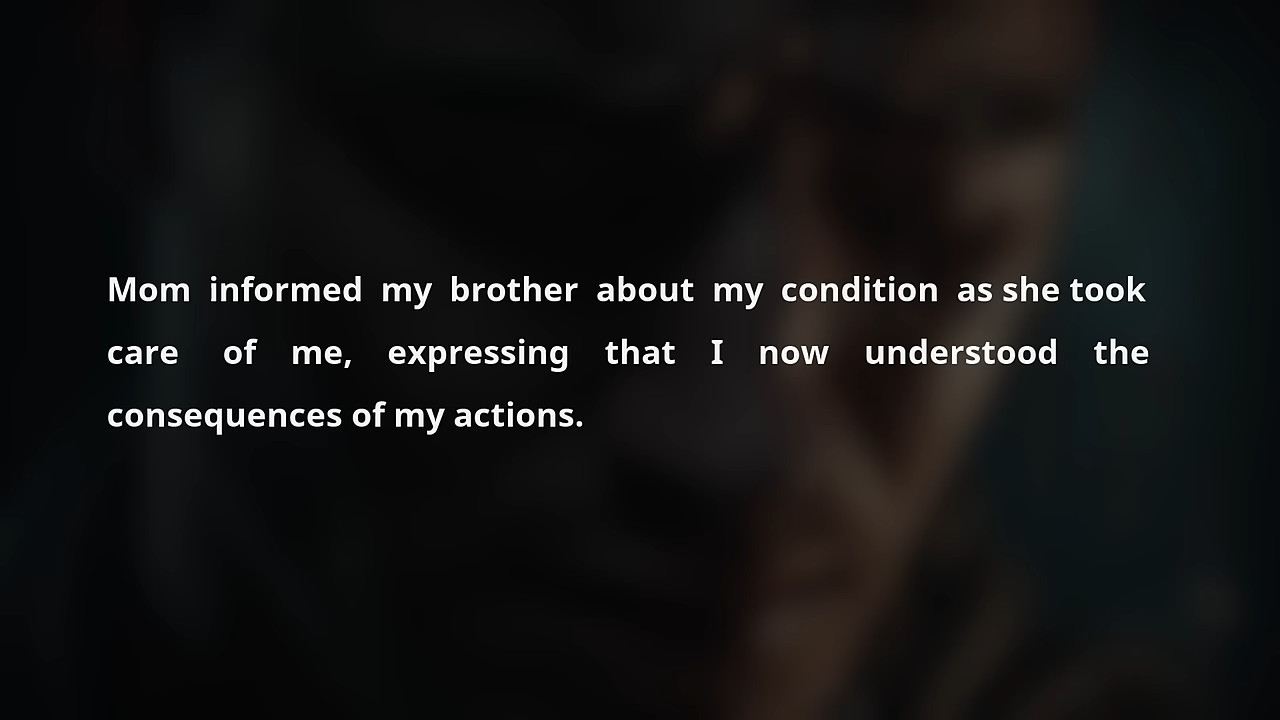 Mom informed my brother about my condition as she took
care of me, expressing that I now understood the
consequences of my actions.